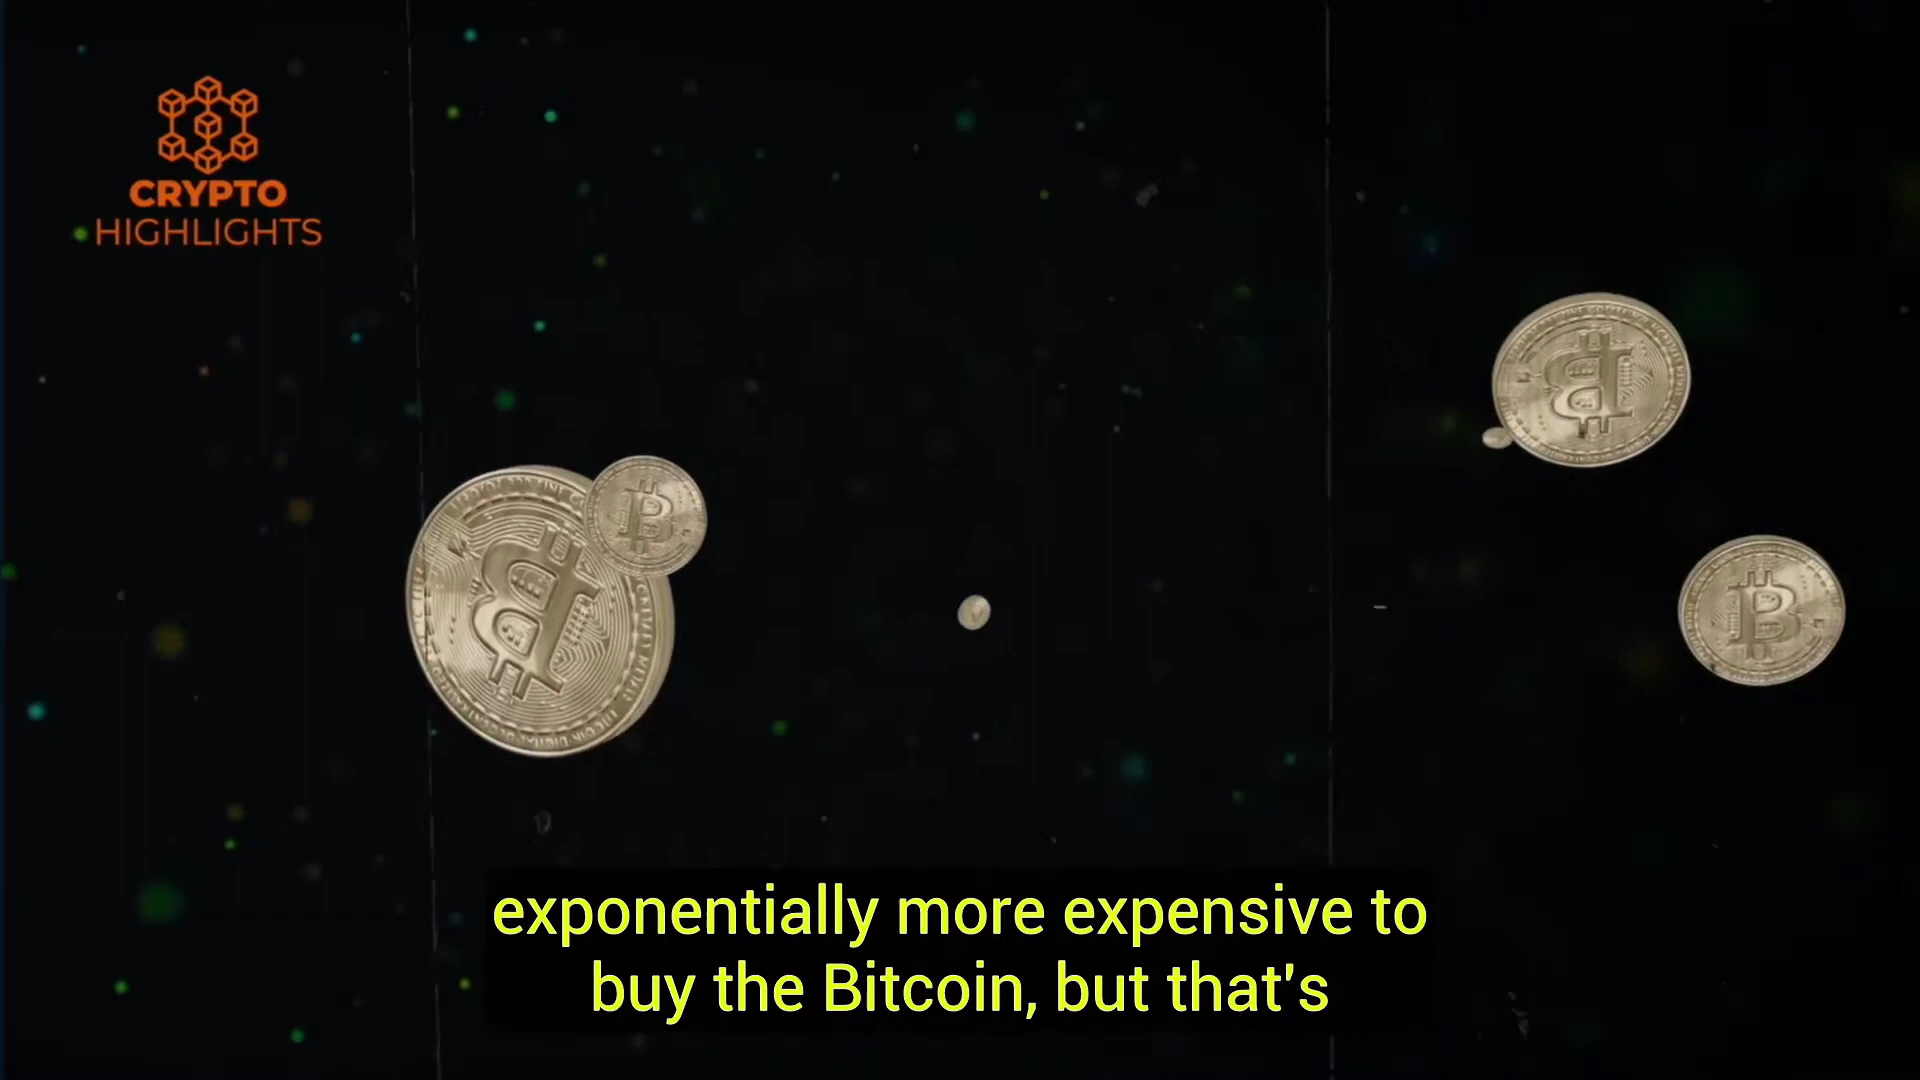 CRYPTO
HIGHLIGHTS
exponentially more expensive to
buy the Bitcoin, but that's